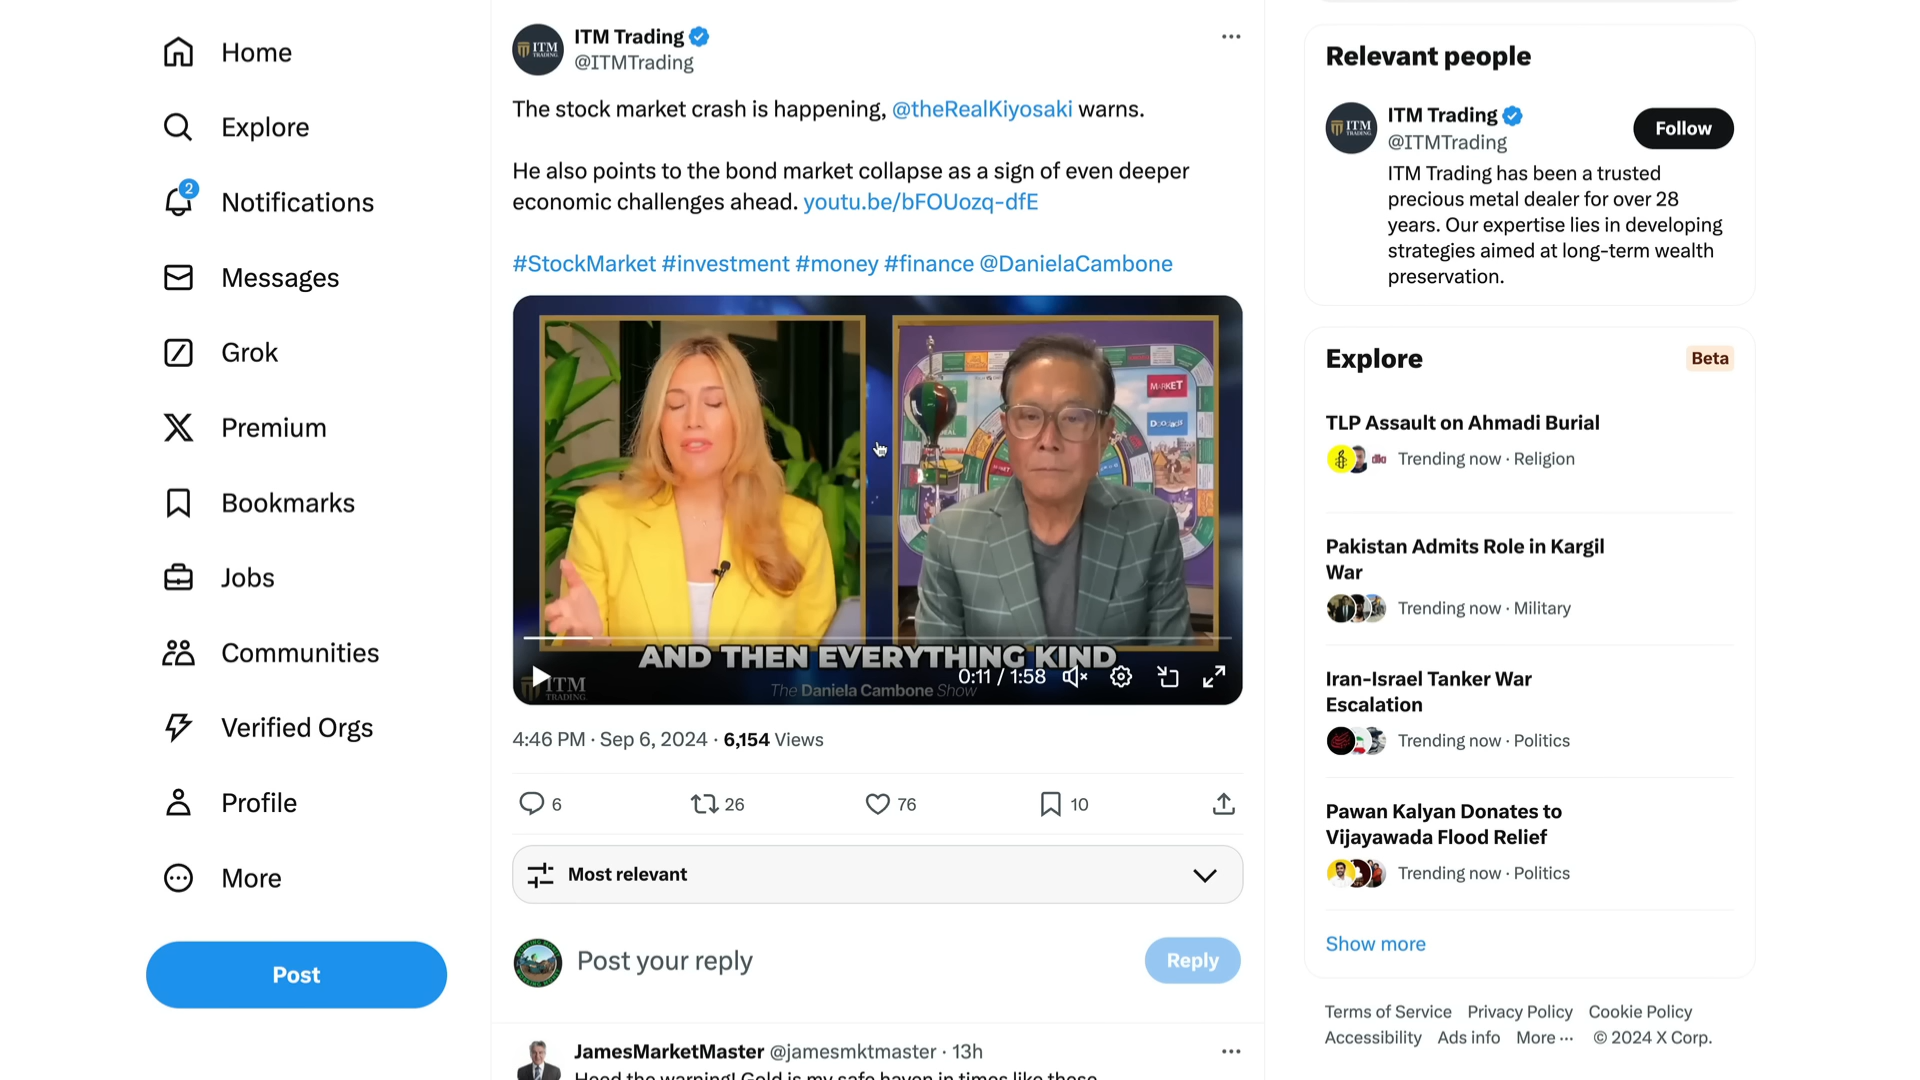 Home
Explore
2
Notifications
Messages
Grok
Premium
Bookmarks
Jobs
Communities
Verified Orgs
Profile
More
Post
ITM Trading
@ITMTrading
The stock market crash is happening, @theRealKiyosaki warns.
He also points to the bond market collapse as a sign of even deeper
economic challenges ahead. youtu.be/bFOUozq-dfE
#StockMarket #investment #money #finance @DanielaCambone
MARKET
AND THEN EVERYTHING KIND
0:11 / 1:58
ITM
TRADING
The Daniela Cambone Show
4:46 PM · Sep 6, 2024 · 6,154 Views
6
26
76
10
Most relevant
Post your reply
Reply
JamesMarketMaster @jamesmktmaster · 13h
Heed the warning! Gold is my safe haven in times like these
Relevant people
ITM Trading
@ITMTrading
Follow
ITM Trading has been a trusted
precious metal dealer for over 28
years. Our expertise lies in developing
strategies aimed at long-term wealth
preservation.
Explore
Beta
TLP Assault on Ahmadi Burial
Trending now · Religion
Pakistan Admits Role in Kargil
War
Trending now · Military
Iran-Israel Tanker War
Escalation
Trending now · Politics
Pawan Kalyan Donates to
Vijayawada Flood Relief
Trending now · Politics
Show more
Terms of Service Privacy Policy Cookie Policy
Accessibility Ads info More ··· © 2024 X Corp.